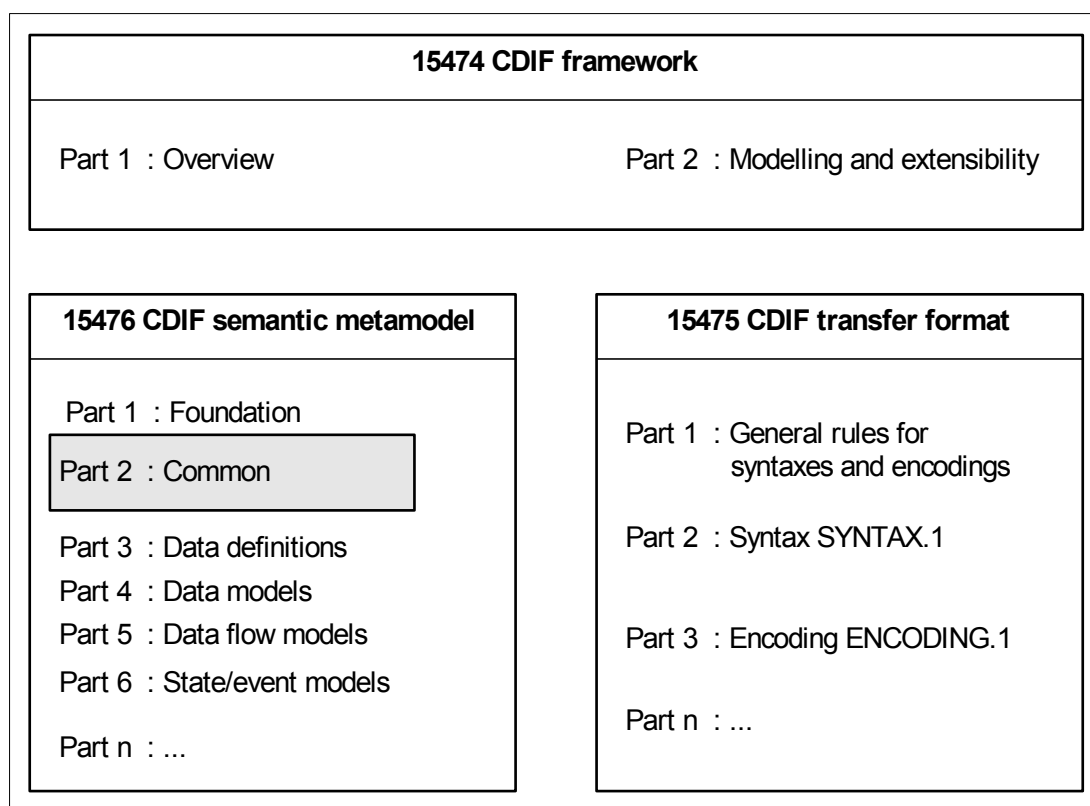 15474 CDIF framework
Part 1 : Overview
Part 2 : Modelling and extensibility
15476 CDIF semantic metamodel
Part 1 : Foundation
Part 2 : Common
Part 3 : Data definitions
Part 4 : Data models
Part 5 : Data flow models
Part 6 : State/event models
Part n : ...
15475 CDIF transfer format
Part 1 : General rules for
syntaxes and encodings
Part 2 : Syntax SYNTAX.1
Part 3 : Encoding ENCODING.1
Part n : ...